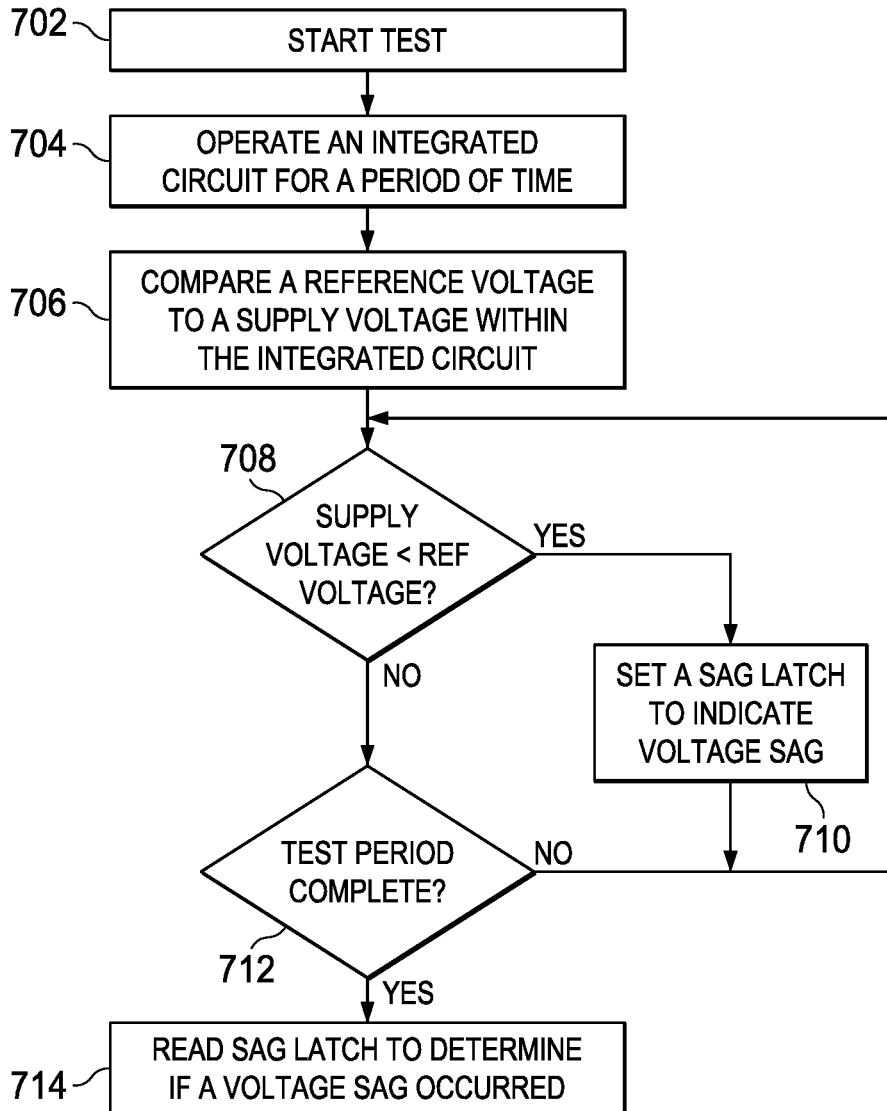 702
START TEST
704
OPERATE AN INTEGRATED
CIRCUIT FOR A PERIOD OF TIME
706
COMPARE A REFERENCE VOLTAGE
TO A SUPPLY VOLTAGE WITHIN
THE INTEGRATED CIRCUIT
708
SUPPLY
VOLTAGE < REF
VOLTAGE?
YES
NO
SET A SAG LATCH
TO INDICATE
VOLTAGE SAG
710
TEST PERIOD
COMPLETE?
NO
712
YES
714
READ SAG LATCH TO DETERMINE
IF A VOLTAGE SAG OCCURRED